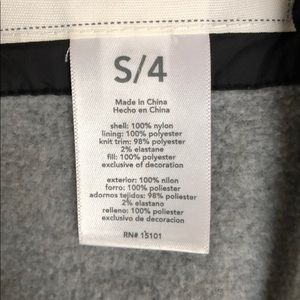 S/4
Made in China
Hecho en China
shell: 100% nylon
lining: 100% polyester
knit trim: 98% polyester
2% elastane
fill: 100% polyester
exclusive of decoration
exterior: 100% nilon
forro: 100% poliester
adornos tejidos: 98% poliester
2% elastano
relleno: 100% poliester
exclusivo de decoracion
RN# 15101